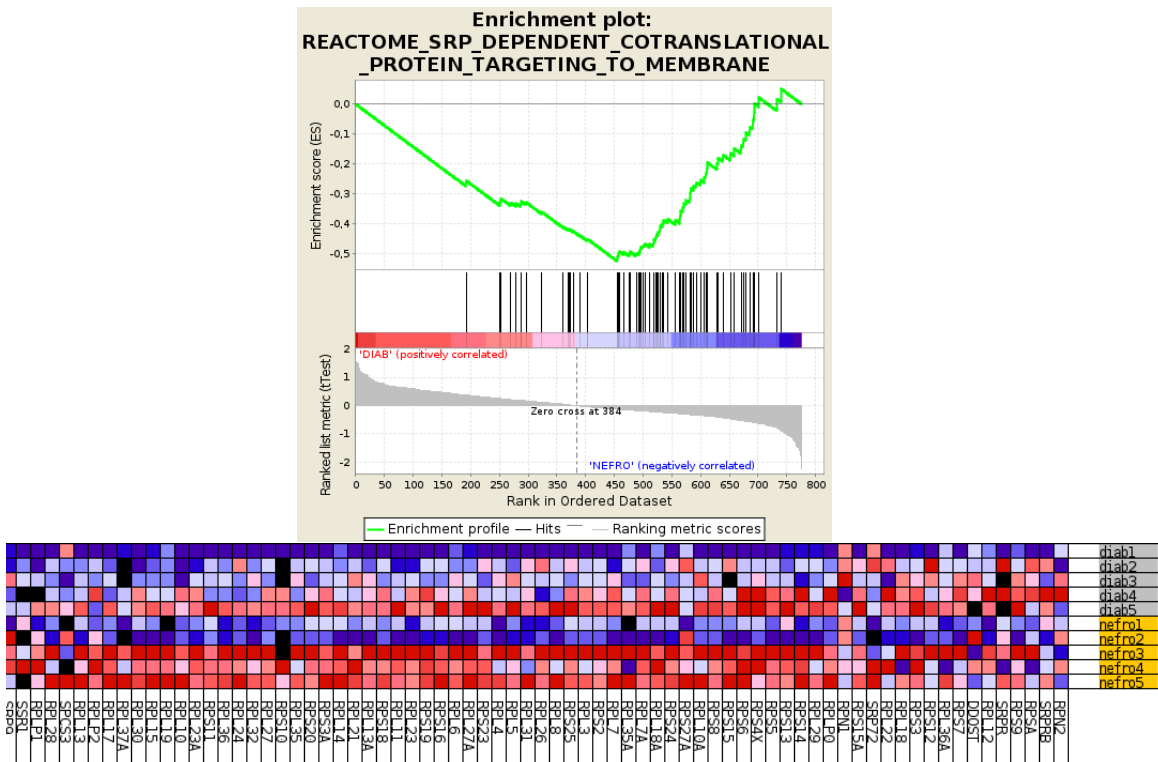 Enrichment plot:
REACTOME_SRP_DEPENDENT_COTRANSLATIONAL
_PROTEIN_TARGETING_TO_MEMBRANE
Enrichment score (ES)
0,0
-0,1
-0,2
-0,3
-0,4
-0,5
Ranked list metric (tTest)
2
1
0
-1
-2
'DIAB' (positively correlated)
Zero cross at 384
'NEFRO' (negatively correlated)
0 50 100 150 200 250 300 350 400 450 500 550 600 650 700 750 800
Rank in Ordered Dataset
Enrichment profile Hits Ranking metric scores
diab1
diab2
diab3
diab4
diab5
nefro1
nefro2
nefro3
nefro4
nefro5
SSR1
RPLP1
RPL28
SPCS3
RPL13
RPLP2
RPL17
RPL37A
RPL30
RPL15
RPL19
RPL10
RPL23A
RPS11
RPL36
RPL24
RPL32
RPL27
RPS10
RPL35
RPS20
RPS3A
RPL14
RPL21
RPL13A
RPS18
RPL11
RPL23
RPS19
RPS16
RPL6
RPL27A
RPS23
RPL4
RPL5
RPL31
RPL26
RPL8
RPS25
RPL3
RPS2
RPL7
RPL35A
RPL7A
RPL18A
RPS24
RPS27A
RPL10A
RPS8
RPS15
RPS6
RPS4X
RPS5
RPS13
RPS14
RPL29
RPLP0
RPN1
RPS15A
SRP72
RPL22
RPL18
RPS3
RPS12
RPL36A
RPS7
DDOST
RPL12
SRPR
RPS9
RPSA
SRPRB
RPN2